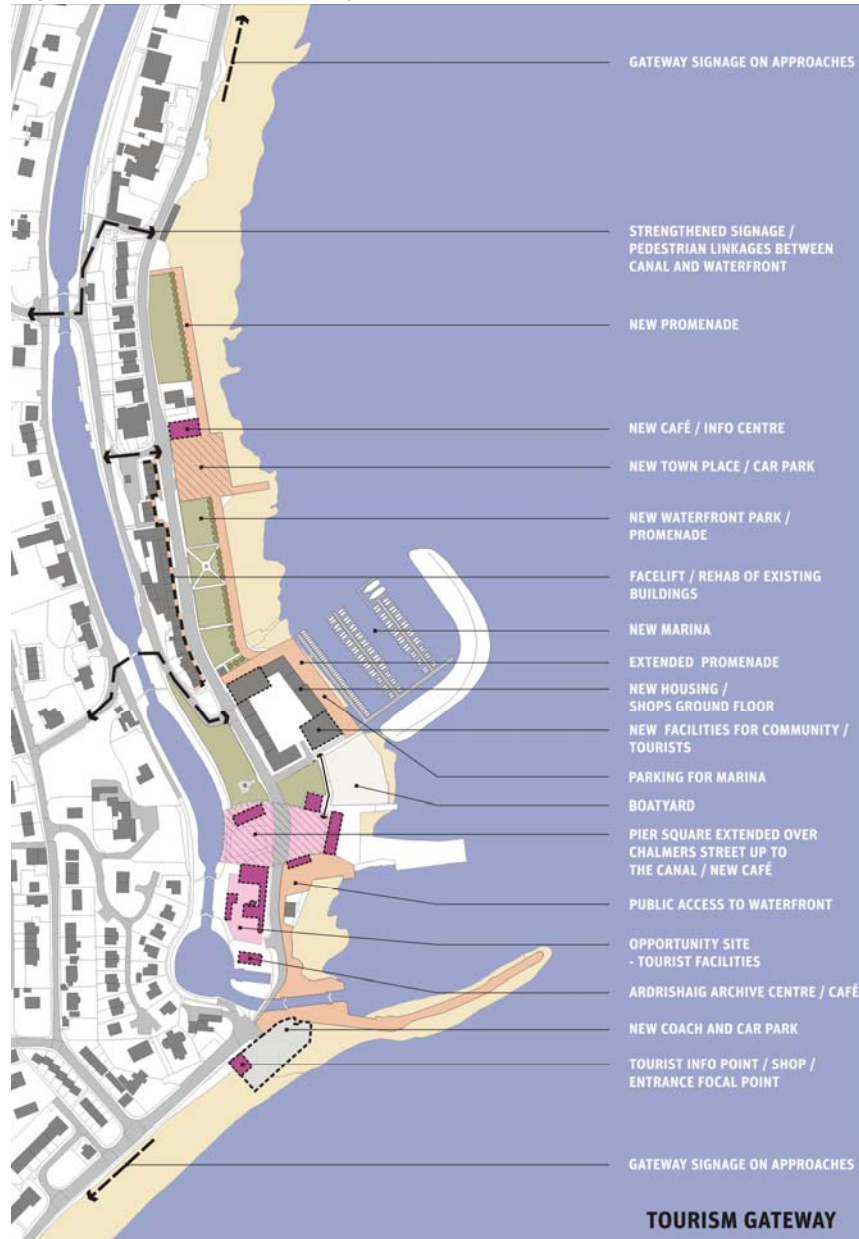 GATEWAY SIGNAGE ON APPROACHES
STRENGTHENED SIGNAGE /
PEDESTRIAN LINKAGES BETWEEN
CANAL AND WATERFRONT
NEW PROMENADE
NEW CAFÉ / INFO CENTRE
NEW TOWN PLACE / CAR PARK
NEW WATERFRONT PARK /
PROMENADE
FACELIFT / REHAB OF EXISTING
BUILDINGS
NEW MARINA
EXTENDED PROMENADE
NEW HOUSING /
SHOPS GROUND FLOOR
NEW FACILITIES FOR COMMUNITY /
TOURISTS
PARKING FOR MARINA
BOATYARD
PIER SQUARE EXTENDED OVER
CHALMERS STREET UP TO
THE CANAL / NEW CAFÉ
PUBLIC ACCESS TO WATERFRONT
OPPORTUNITY SITE
- TOURIST FACILITIES
ARDRISHAIG ARCHIVE CENTRE / CAFÉ
NEW COACH AND CAR PARK
TOURIST INFO POINT / SHOP /
ENTRANCE FOCAL POINT
GATEWAY SIGNAGE ON APPROACHES
TOURISM GATEWAY